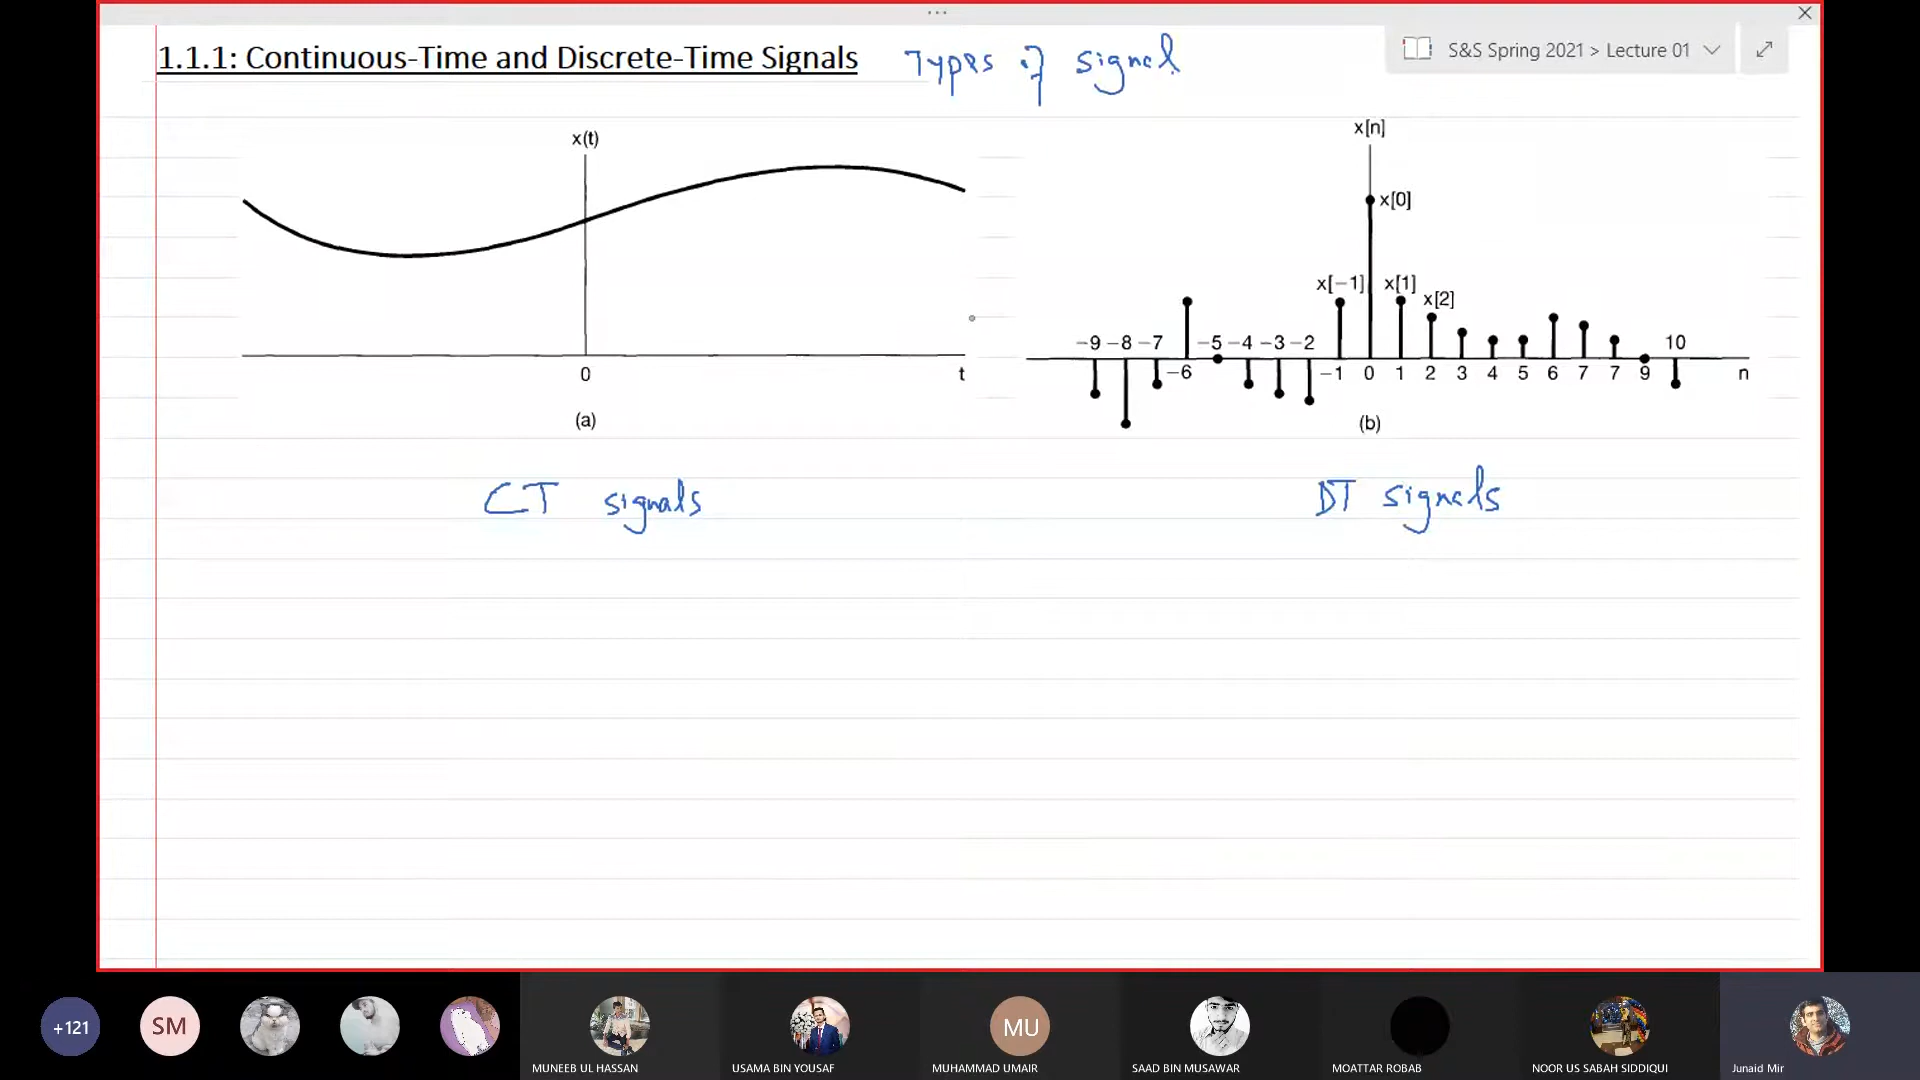 ...
1.1.1: Continuous-Time and Discrete-Time Signals Types of signal
S&S Spring 2021 > Lecture 01
x(t)
0
t
(a)
x[n]
x[0]
x[-1] x[1]
x[2]
-9 -8 -7 -5 -4 -3 -2 10
-6 -1 0 1 2 3 4 5 6 7 7 9 n
(b)
CT signals
DT signals
+121
SM
MU
MUNEEB UL HASSAN
USAMA BIN YOUSAF
MUHAMMAD UMAIR
SAAD BIN MUSAWAR
MOATTAR ROBAB
NOOR US SABAH SIDDIQUI
Junaid Mir